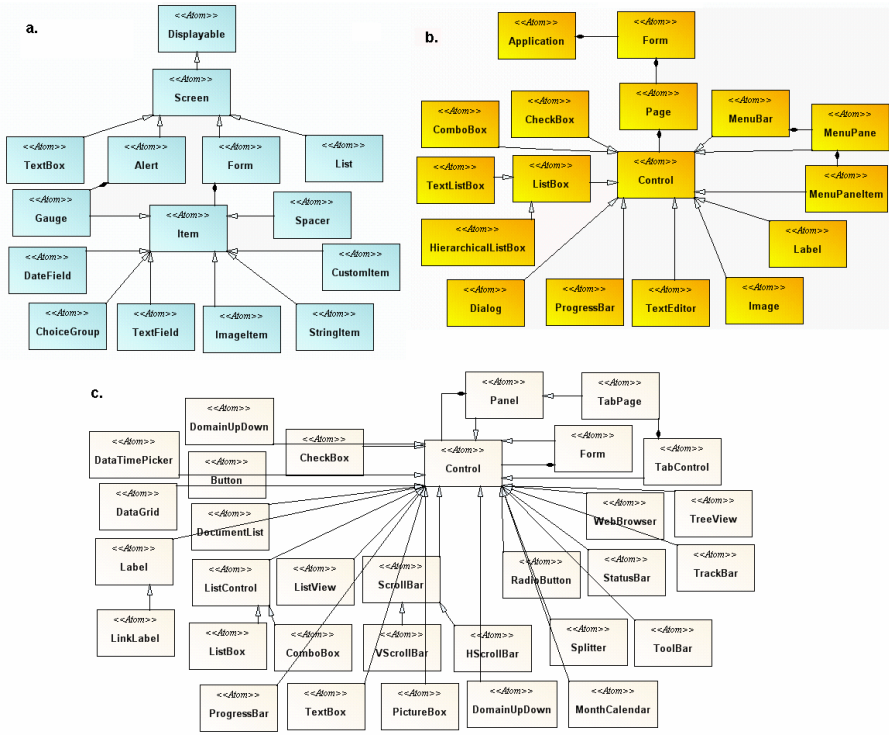 a.
<<Atom>>
Displayable
<<Atom>>
Screen
<<Atom>>
TextBox
<<Atom>>
Alert
<<Atom>>
Form
<<Atom>>
List
<<Atom>>
Gauge
<<Atom>>
Item
<<Atom>>
Spacer
<<Atom>>
DateField
<<Atom>>
CustomItem
<<Atom>>
ChoiceGroup
<<Atom>>
TextField
<<Atom>>
ImageItem
<<Atom>>
StringItem
b.
<<Atom>>
Application
<<Atom>>
Form
<<Atom>>
Page
<<Atom>>
ComboBox
<<Atom>>
CheckBox
<<Atom>>
MenuBar
<<Atom>>
MenuPane
<<Atom>>
TextListBox
<<Atom>>
ListBox
<<Atom>>
Control
<<Atom>>
MenuPaneItem
<<Atom>>
HierarchicalListBox
<<Atom>>
Label
<<Atom>>
Dialog
<<Atom>>
ProgressBar
<<Atom>>
TextEditor
<<Atom>>
Image
c.
<<Atom>>
Panel
<<Atom>>
TabPage
<<Atom>>
DomainUpDown
<<Atom>>
DataTimePicker
<<Atom>>
CheckBox
<<Atom>>
Control
<<Atom>>
Form
<<Atom>>
TabControl
<<Atom>>
Button
<<Atom>>
DataGrid
<<Atom>>
DocumentList
<<Atom>>
WebBrowser
<<Atom>>
TreeView
<<Atom>>
Label
<<Atom>>
ListControl
<<Atom>>
ListView
<<Atom>>
ScrollBar
<<Atom>>
RadioButton
<<Atom>>
StatusBar
<<Atom>>
TrackBar
<<Atom>>
LinkLabel
<<Atom>>
ListBox
<<Atom>>
ComboBox
<<Atom>>
VScrollBar
<<Atom>>
HScrollBar
<<Atom>>
Splitter
<<Atom>>
ToolBar
<<Atom>>
ProgressBar
<<Atom>>
TextBox
<<Atom>>
PictureBox
<<Atom>>
DomainUpDown
<<Atom>>
MonthCalendar